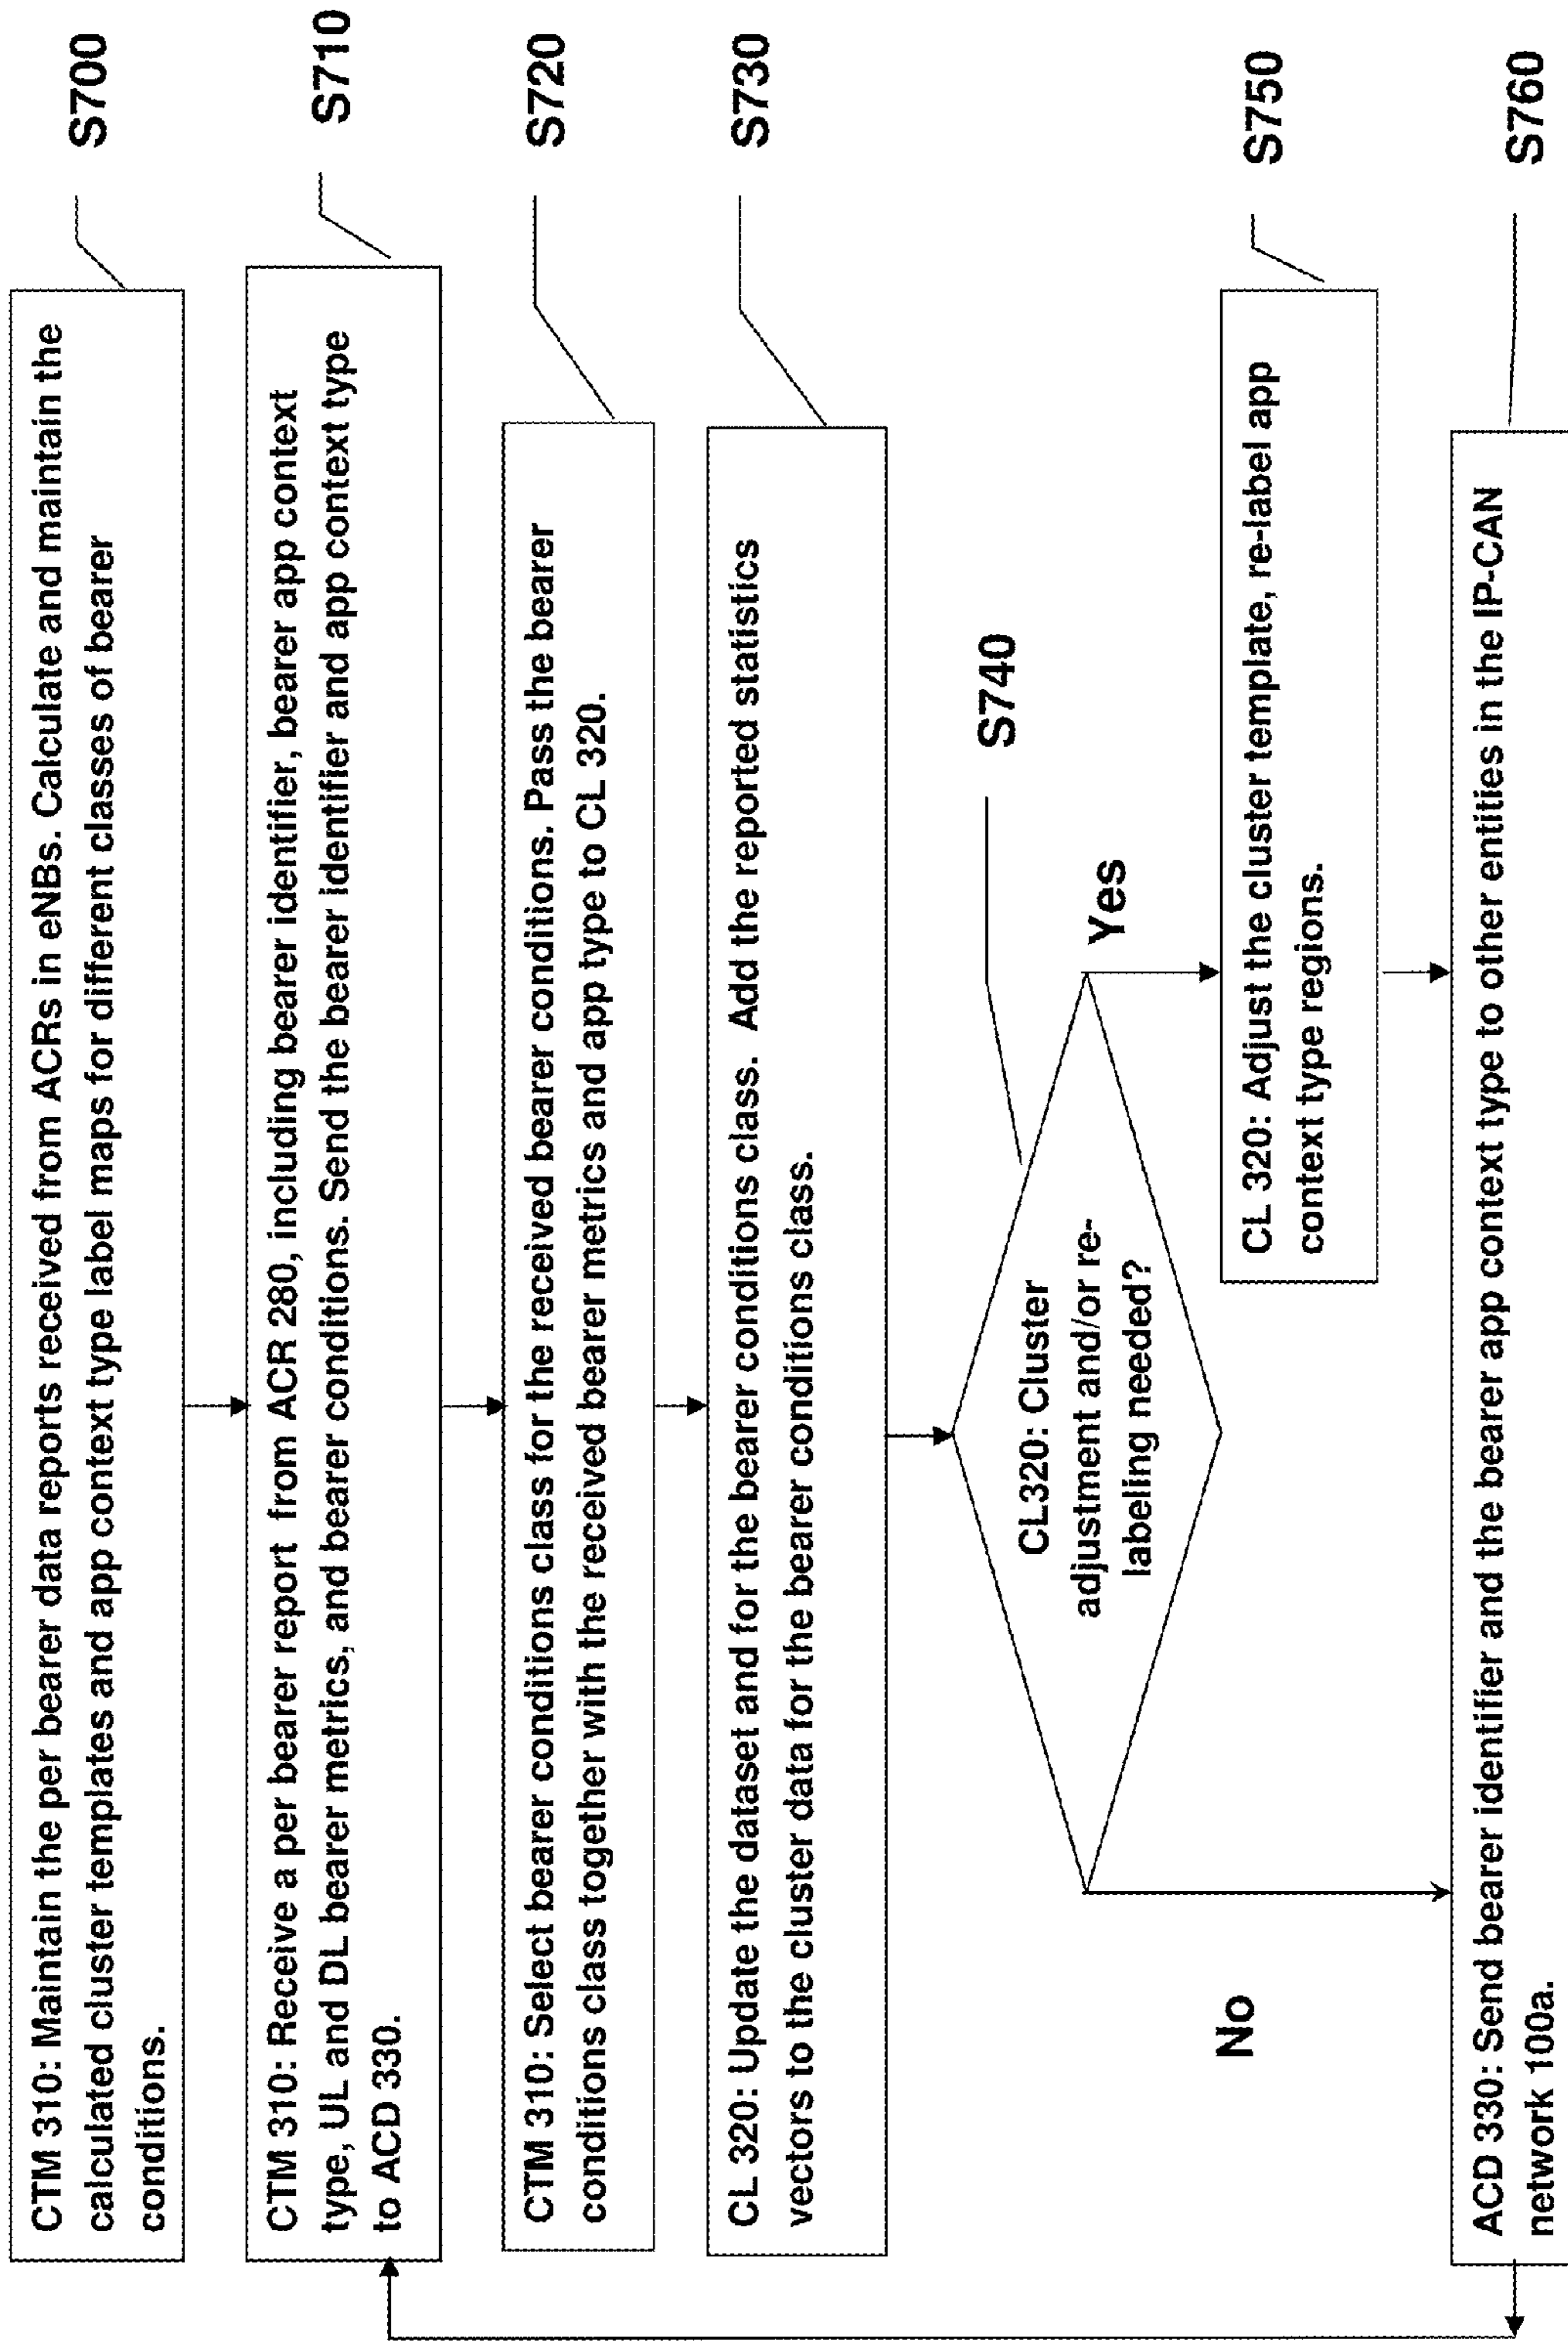 CTM 310: Maintain the per bearer data reports received from ACRs in eNBs. Calculate and maintain the
calculated cluster templates and app context type label maps for different classes of bearer
conditions.
S700
CTM 310: Receive a per bearer report from ACR 280, including bearer identifier, bearer app context
type, UL and DL bearer metrics, and bearer conditions. Send the bearer identifier and app context type
to ACD 330.
S710
CTM 310: Select bearer conditions class for the received bearer conditions. Pass the bearer
conditions class together with the received bearer metrics and app type to CL 320.
S720
CL 320: Update the dataset and for the bearer conditions class. Add the reported statistics
vectors to the cluster data for the bearer conditions class.
S730
CL320: Cluster
adjustment and/or re-
labeling needed?
S740
Yes
No
CL 320: Adjust the cluster template, re-label app
context type regions.
S750
ACD 330: Send bearer identifier and the bearer app context type to other entities in the IP-CAN
network 100a.
S760